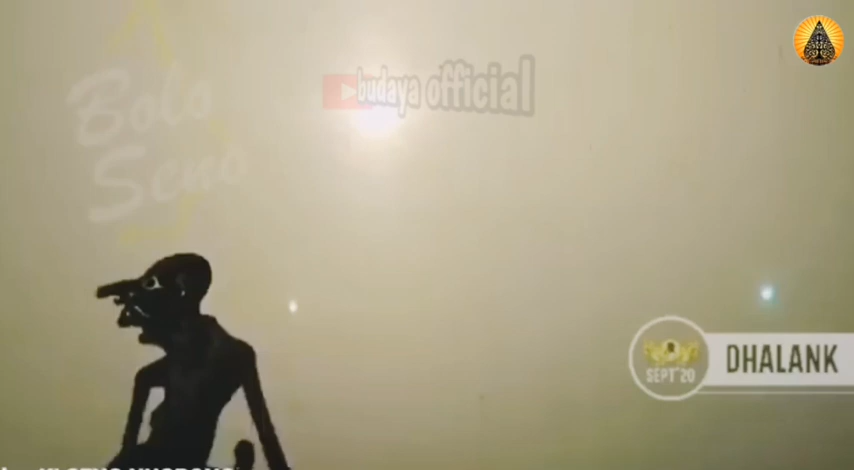 Bolo
Seno
budaya official
DHALANK
SEPT'20